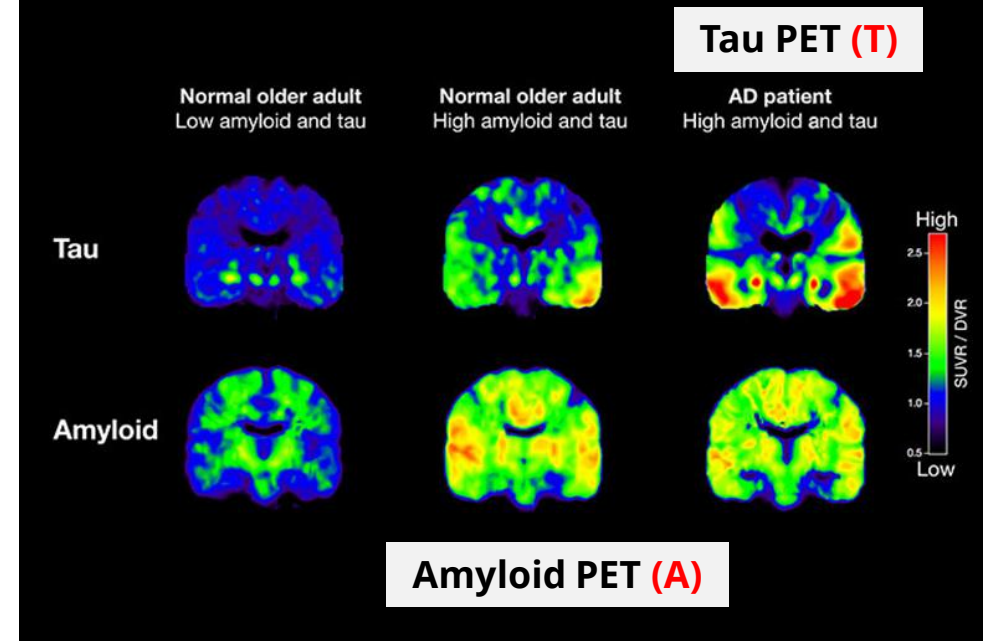 Tau PET (T)
Normal older adult
Low amyloid and tau
Normal older adult
High amyloid and tau
AD patient
High amyloid and tau
Tau
Amyloid
High
2.5
2.0
1.5
1.0
0.5
Low
SUVR / DVR
Amyloid PET (A)